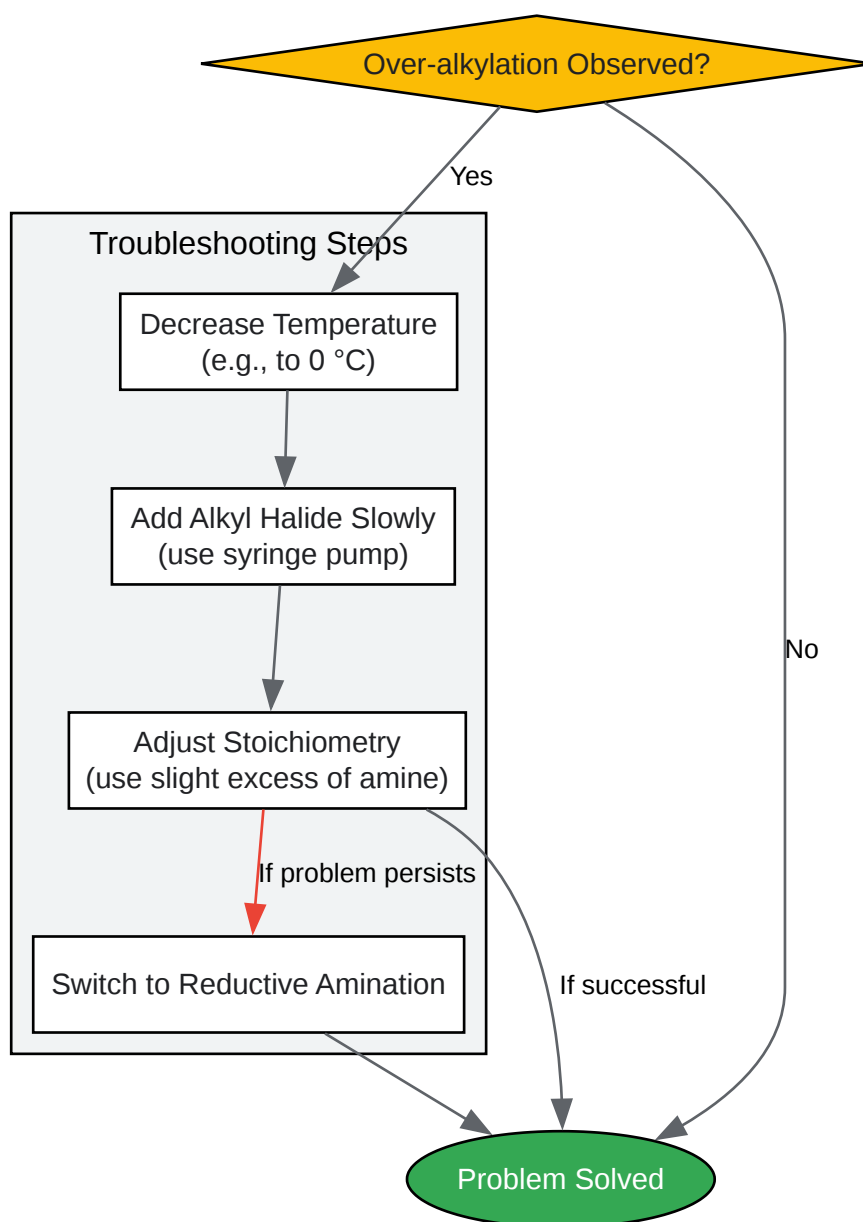 Over-alkylation Observed?
Yes
Troubleshooting Steps
Decrease Temperature
(e.g., to 0 °C)
Add Alkyl Halide Slowly
(use syringe pump)
No
Adjust Stoichiometry
(use slight excess of amine)
If problem persists
Switch to Reductive Amination
If successful
Problem Solved